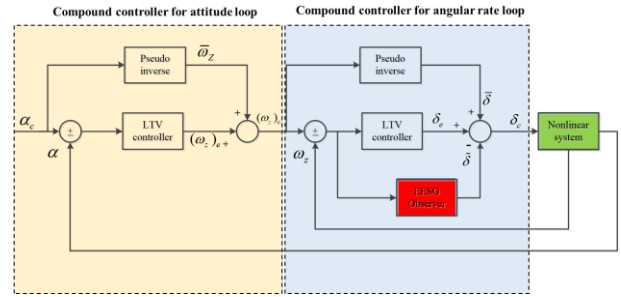 Compound controller for attitude loop
Compound controller for angular rate loop
Pseudo
inverse
ω̅_Z
Pseudo
inverse
δ̅
α_c
±
α
LTV
controller
(ω_z)_e +
+
(ω_z)_c
±
ω_z
LTV
controller
δ_e
+
+
-
δ̅
δ_c
Nonlinear
system
EESO
Observer